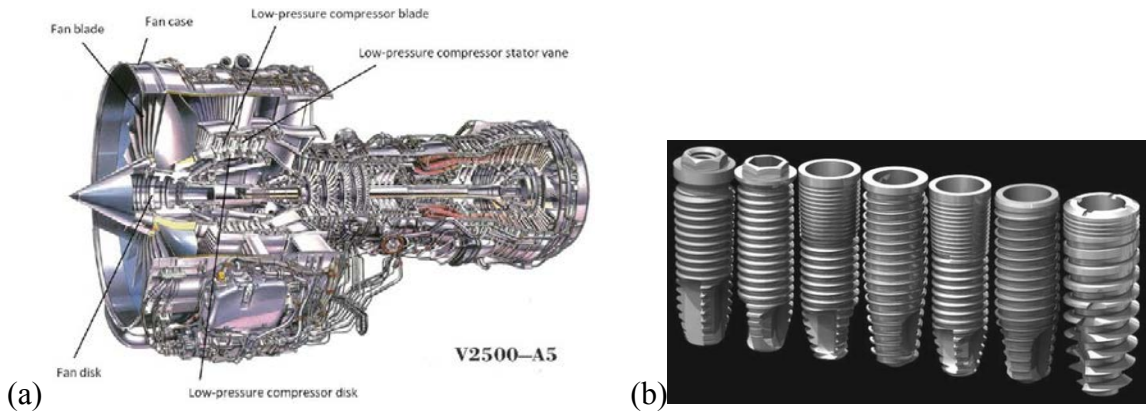 Fan case
Low-pressure compressor blade
Fan blade
Low-pressure compressor stator vane
V2500–A5
Fan disk
Low-pressure compressor disk
(a)
(b)